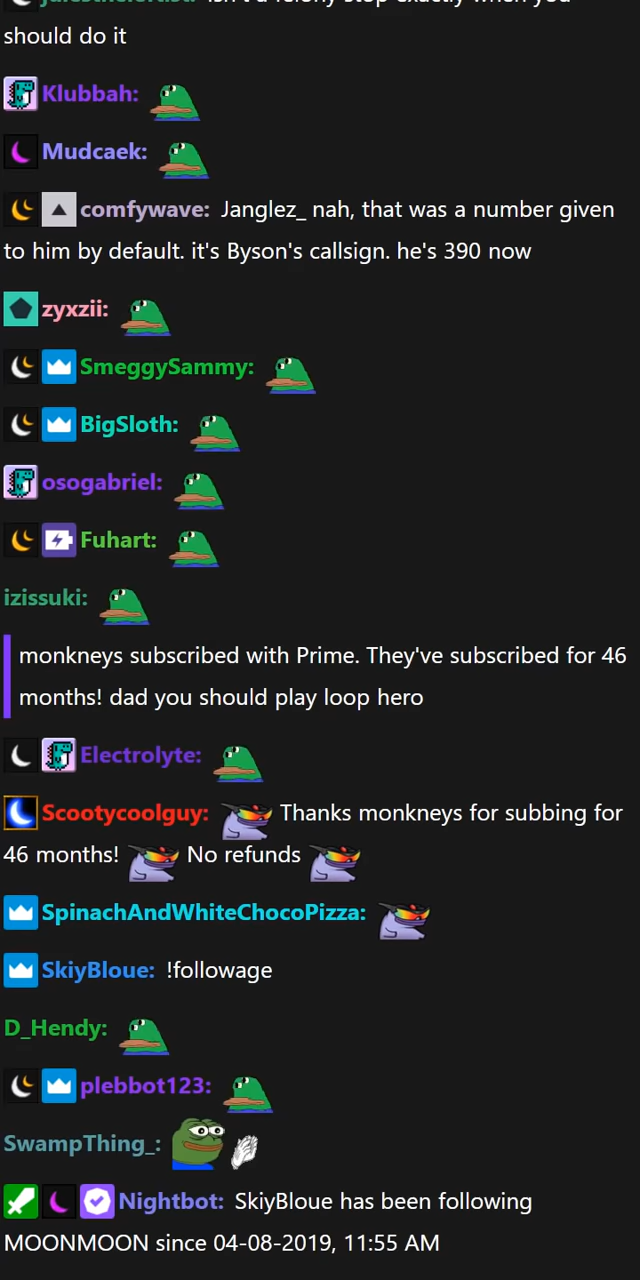 should do it
Klubbah:
Mudcaek:
comfywave: Janglez_ nah, that was a number given
to him by default. it's Byson's callsign. he's 390 now
zyxzii:
SmeggySammy:
BigSloth:
osogabriel:
Fuhart:
izissuki:
monkneys subscribed with Prime. They've subscribed for 46
months! dad you should play loop hero
Electrolyte:
Scootycoolguy: Thanks monkneys for subbing for
46 months! No refunds
SpinachAndWhiteChocoPizza:
SkiyBloue: !followage
D_Hendy:
plebbot123:
SwampThing_:
Nightbot: SkiyBloue has been following
MOONMOON since 04-08-2019, 11:55 AM